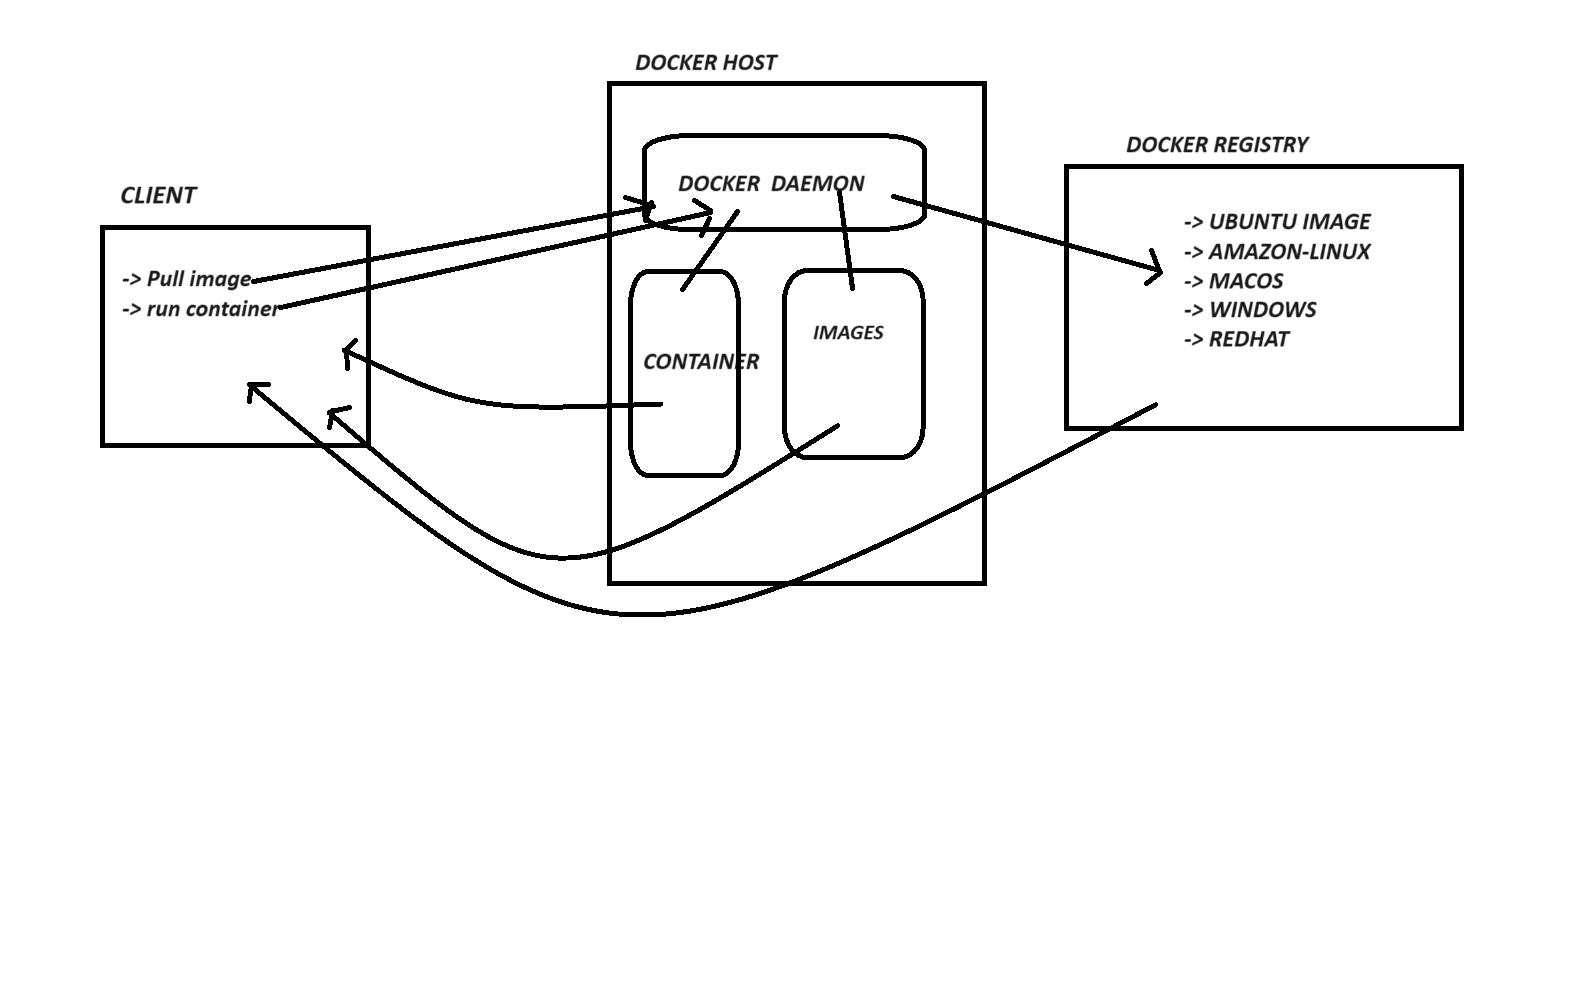 DOCKER HOST
DOCKER REGISTRY
CLIENT
DOCKER DAEMON
-> Pull image
-> run container
CONTAINER
IMAGES
-> UBUNTU IMAGE
-> AMAZON-LINUX
-> MACOS
-> WINDOWS
-> REDHAT